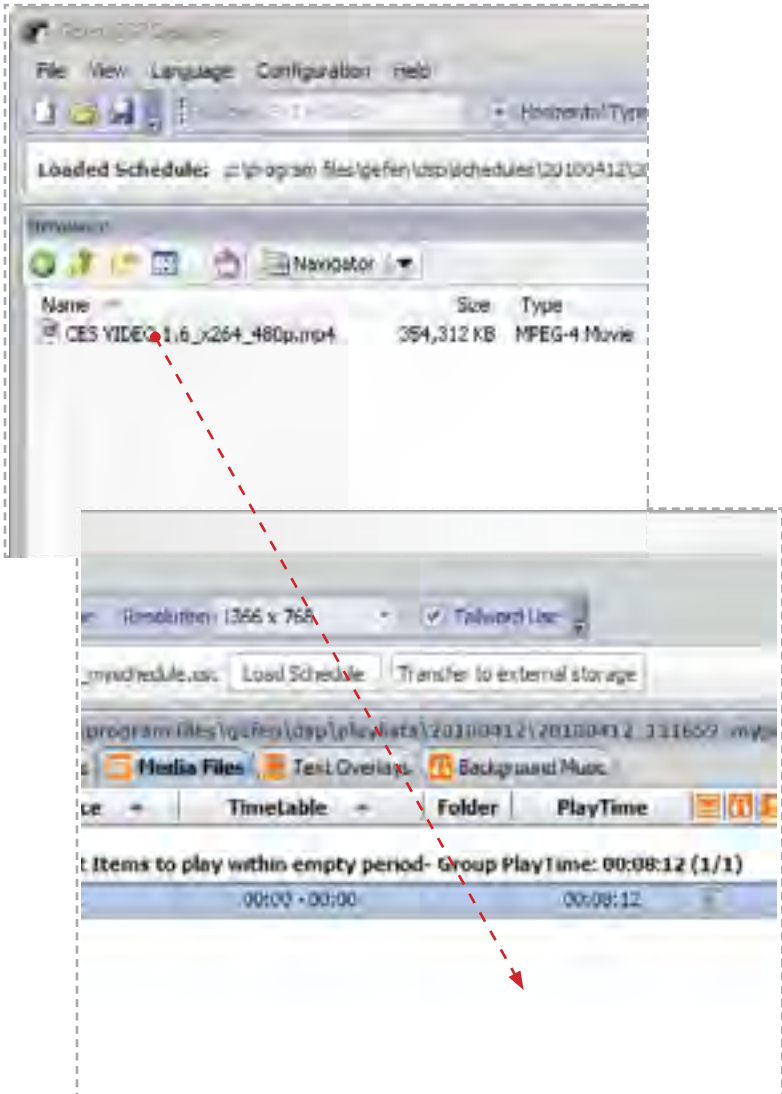 File View Language Configuration Help
Horizontal Type
Loaded Schedule: c:\program files\gefen\dsp\schedules\20100412\20
Navigator
Name Size Type
CES VIDEO 1.6_x264_480p.mp4 354,312 KB MPEG-4 Movie
Resolution: 1366 x 768
_myschedule.usc Load Schedule Transfer to external storage
program files\gefen\dsp\playlists\20100412\20100412_111659
Media Files Text Overlays Background Music
ce Timetable Folder PlayTime
t Items to play within empty period- Group PlayTime: 00:08:12 (1/1)
00:00 - 00:00 00:08:12